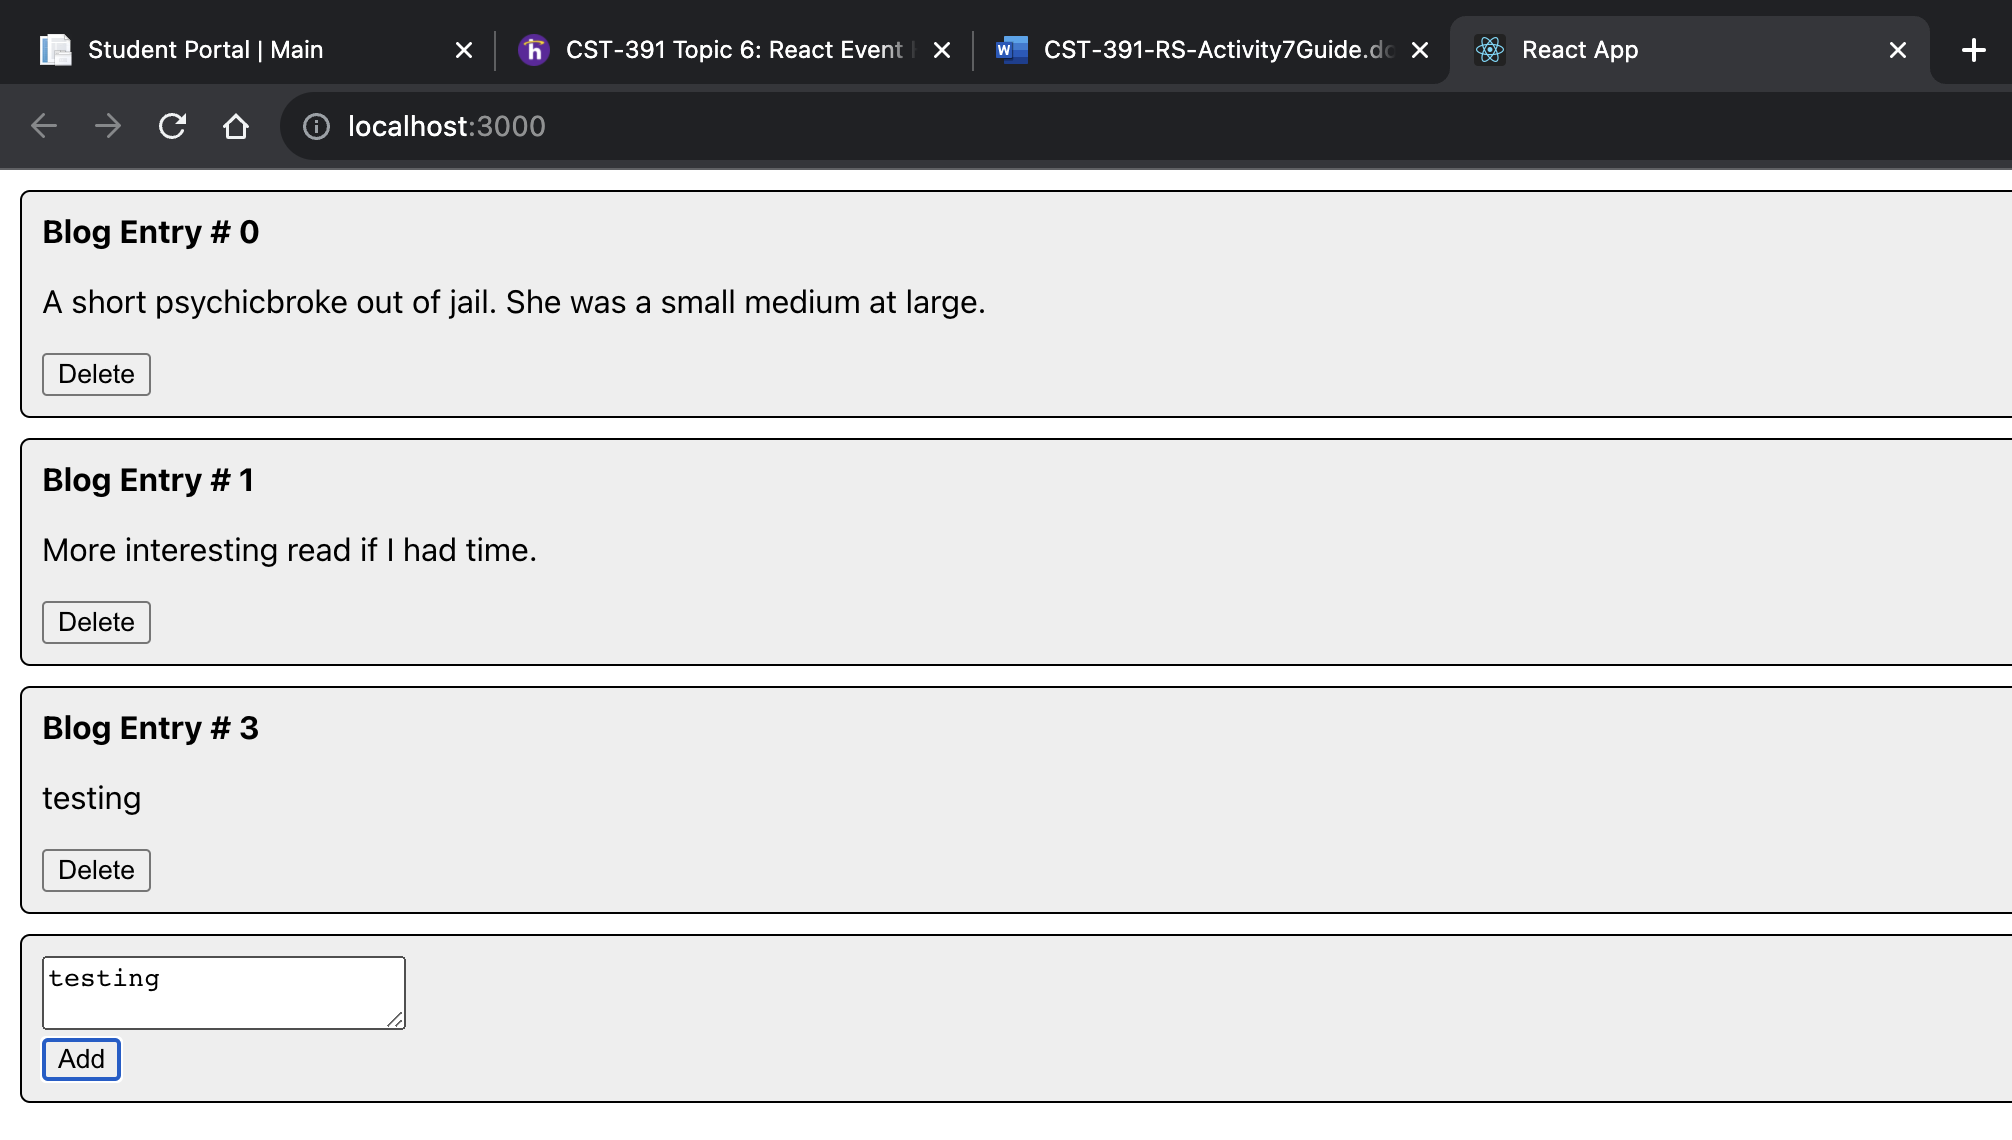 Student Portal | Main
CST-391 Topic 6: React Event
CST-391-RS-Activity7Guide.do
React App
localhost:3000
Blog Entry # 0
A short psychicbroke out of jail. She was a small medium at large.
Delete
Blog Entry # 1
More interesting read if I had time.
Delete
Blog Entry # 3
testing
Delete
testing
Add